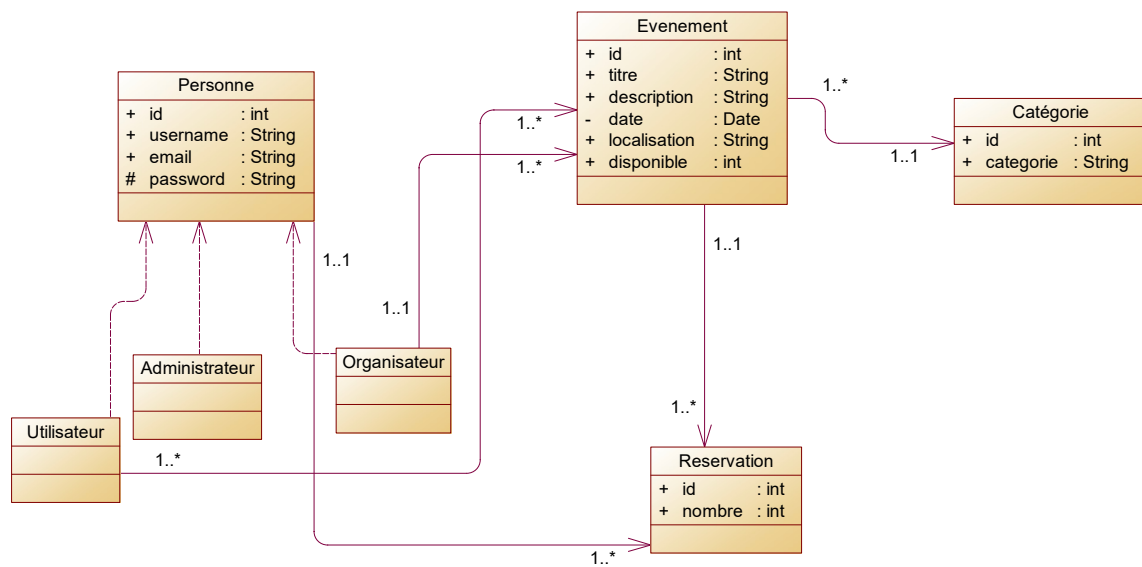 Personne
+ id : int
+ username : String
+ email : String
# password : String
Evenement
+ id : int
+ titre : String
+ description : String
- date : Date
+ localisation : String
+ disponible : int
Catégorie
+ id : int
+ categorie : String
1..*
1..1
1..*
1..*
1..1
1..1
1..1
Administrateur
Organisateur
Utilisateur
1..*
1..*
Reservation
+ id : int
+ nombre : int
1..*